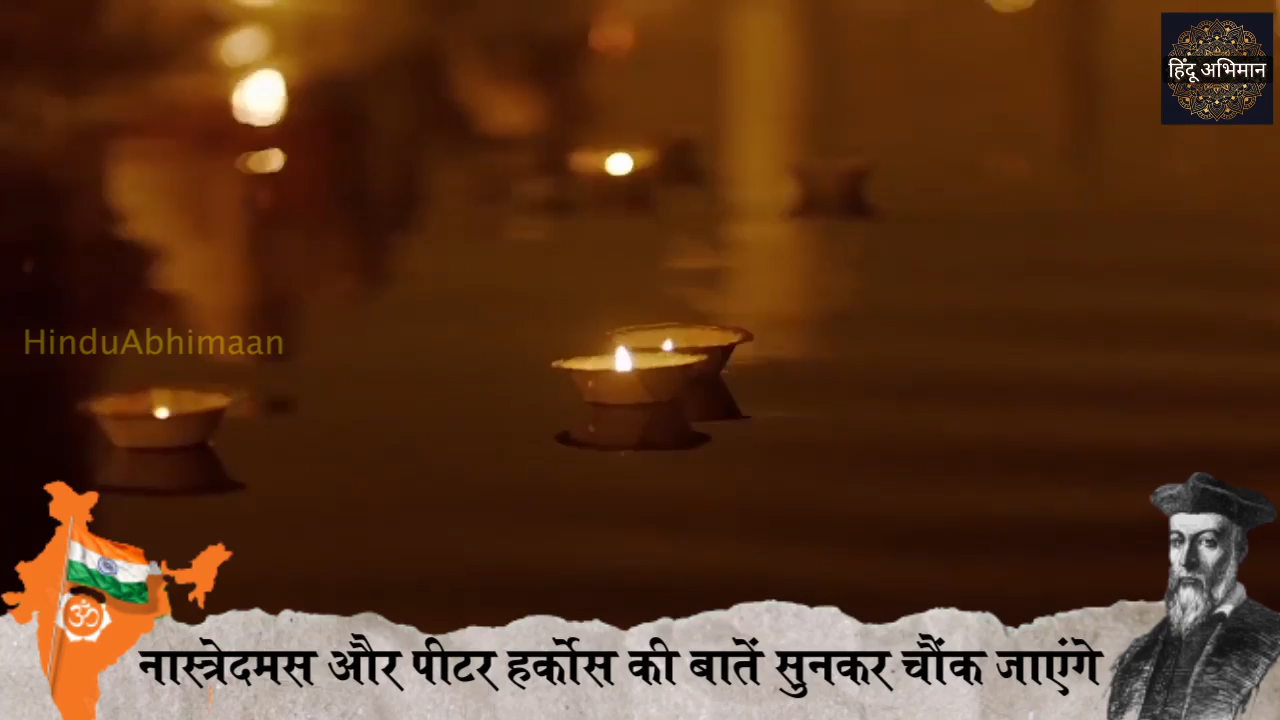 हिंदू अभिमान
HinduAbhimaan
ॐ
नास्त्रेदमस और पीटर हर्कोस की बातें सुनकर चौंक जाएंगे